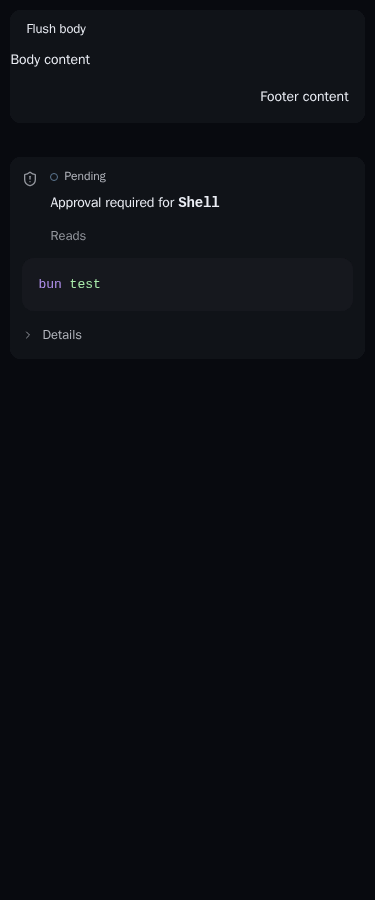 Flush body
Body content
Footer content
Pending
Approval required for Shell
Reads
bun test
Details